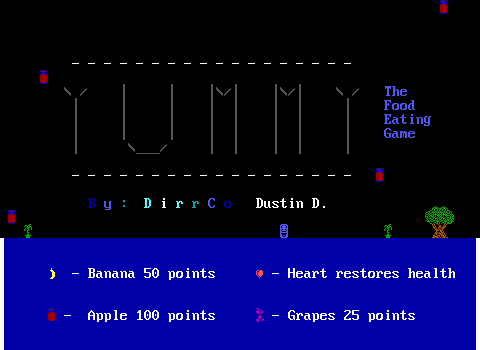 YUMMY
The
Food
Eating
Game
By: DirrCo Dustin D.
- Banana 50 points
- Heart restores health
- Apple 100 points
- Grapes 25 points